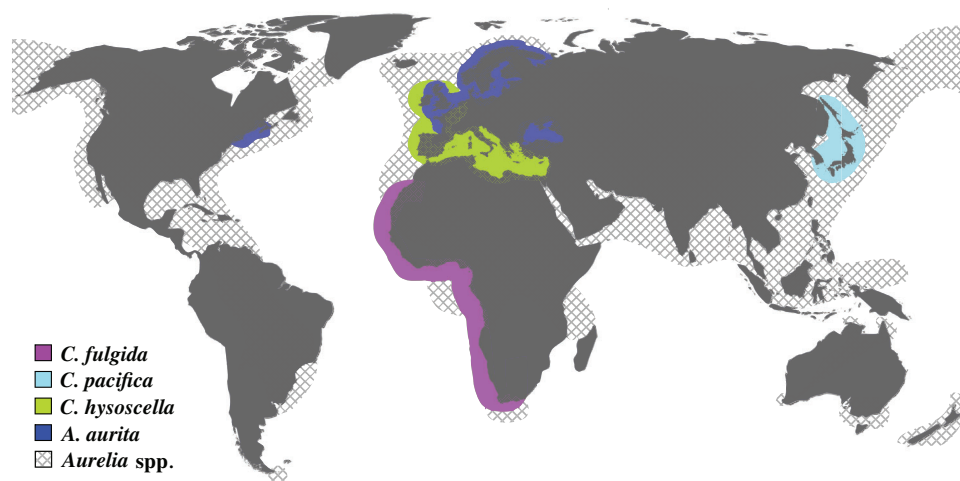 C. fulgida
C. pacifica
C. hysoscella
A. aurita
Aurelia spp.